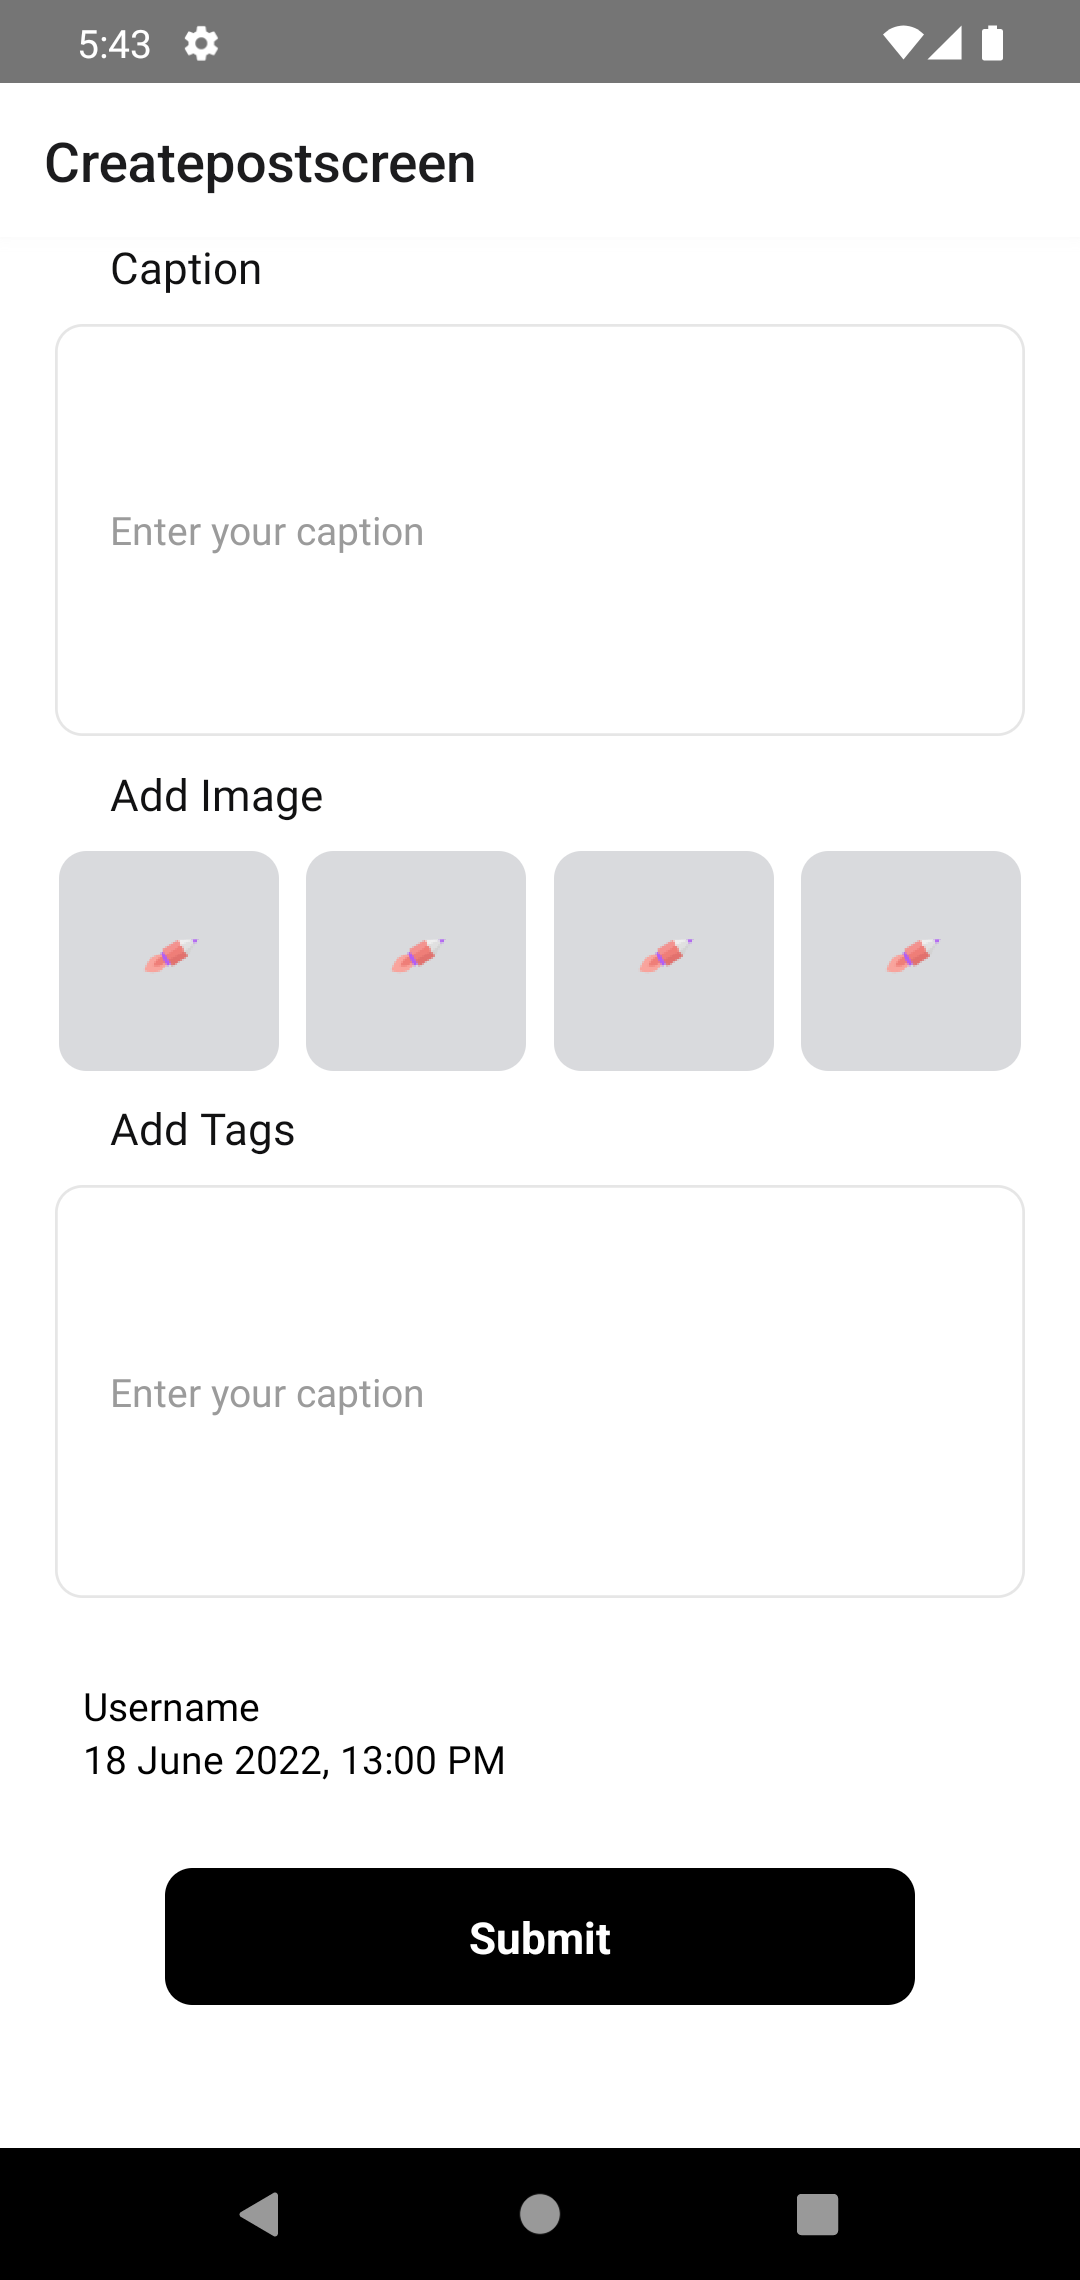 5:43
Createpostscreen
Caption
Enter your caption
Add Image
Add Tags
Enter your caption
Username
18 June 2022, 13:00 PM
Submit